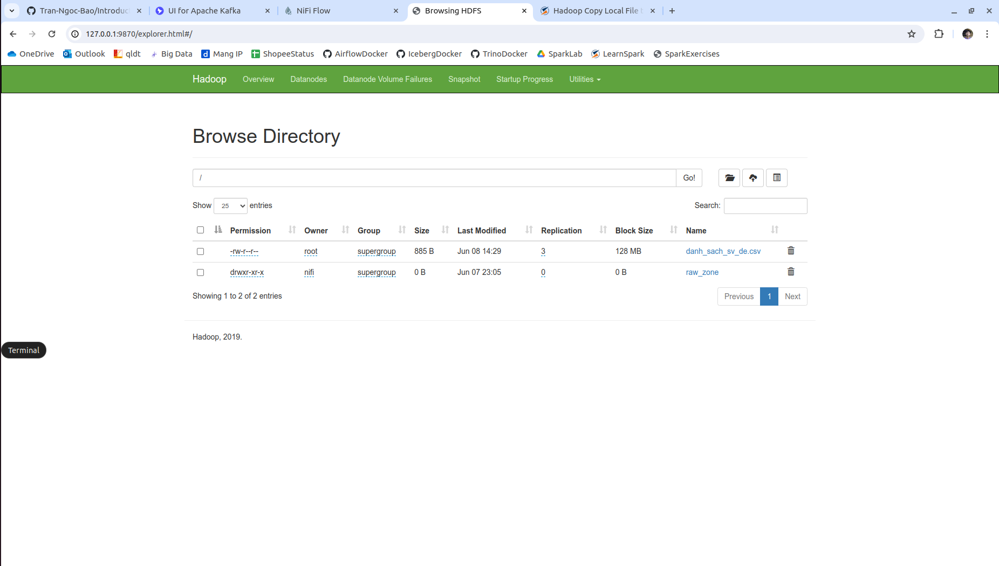 Tran-Ngoc-Bao/Introduc
UI for Apache Kafka
NiFi Flow
Browsing HDFS
Hadoop Copy Local File t
127.0.0.1:9870/explorer.html#/
OneDrive Outlook qldt Big Data Mang IP ShopeeStatus AirflowDocker IcebergDocker TrinoDocker SparkLab LearnSpark SparkExercises
Hadoop Overview Datanodes Datanode Volume Failures Snapshot Startup Progress Utilities
Browse Directory
/ Go!
Show 25 entries Search:
Permission Owner Group Size Last Modified Replication Block Size Name
-rw-r--r-- root supergroup 885 B Jun 08 14:29 3 128 MB danh_sach_sv_de.csv
drwxr-xr-x nifi supergroup 0 B Jun 07 23:05 0 0 B raw_zone
Showing 1 to 2 of 2 entries Previous 1 Next
Hadoop, 2019.
Terminal